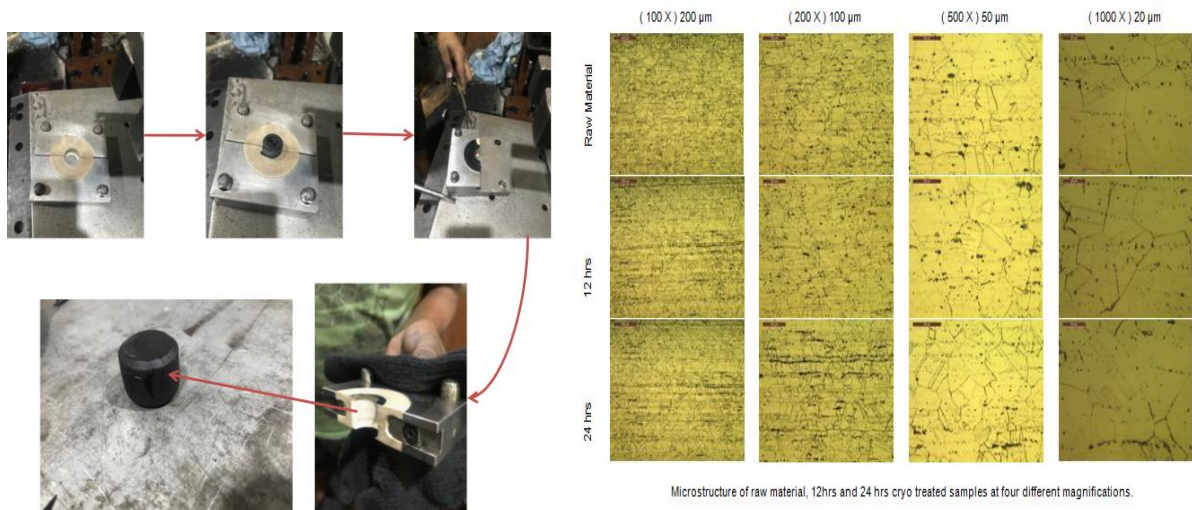 ( 100 X ) 200 µm
( 200 X ) 100 µm
( 500 X ) 50 µm
( 1000 X ) 20 µm
Raw Material
12 hrs
24 hrs
Microstructure of raw material, 12hrs and 24 hrs cryo treated samples at four different magnifications.